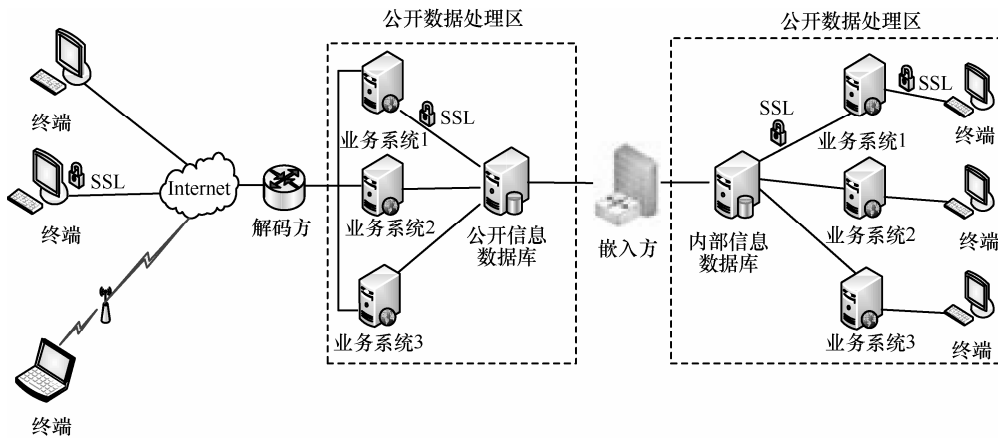 公开数据处理区
公开数据处理区
终端
SSL
终端
终端
Internet
解码方
业务系统1
SSL
业务系统2
业务系统3
公开信息
数据库
嵌入方
内部信息
数据库
SSL
业务系统1
SSL
终端
业务系统2
终端
业务系统3
终端